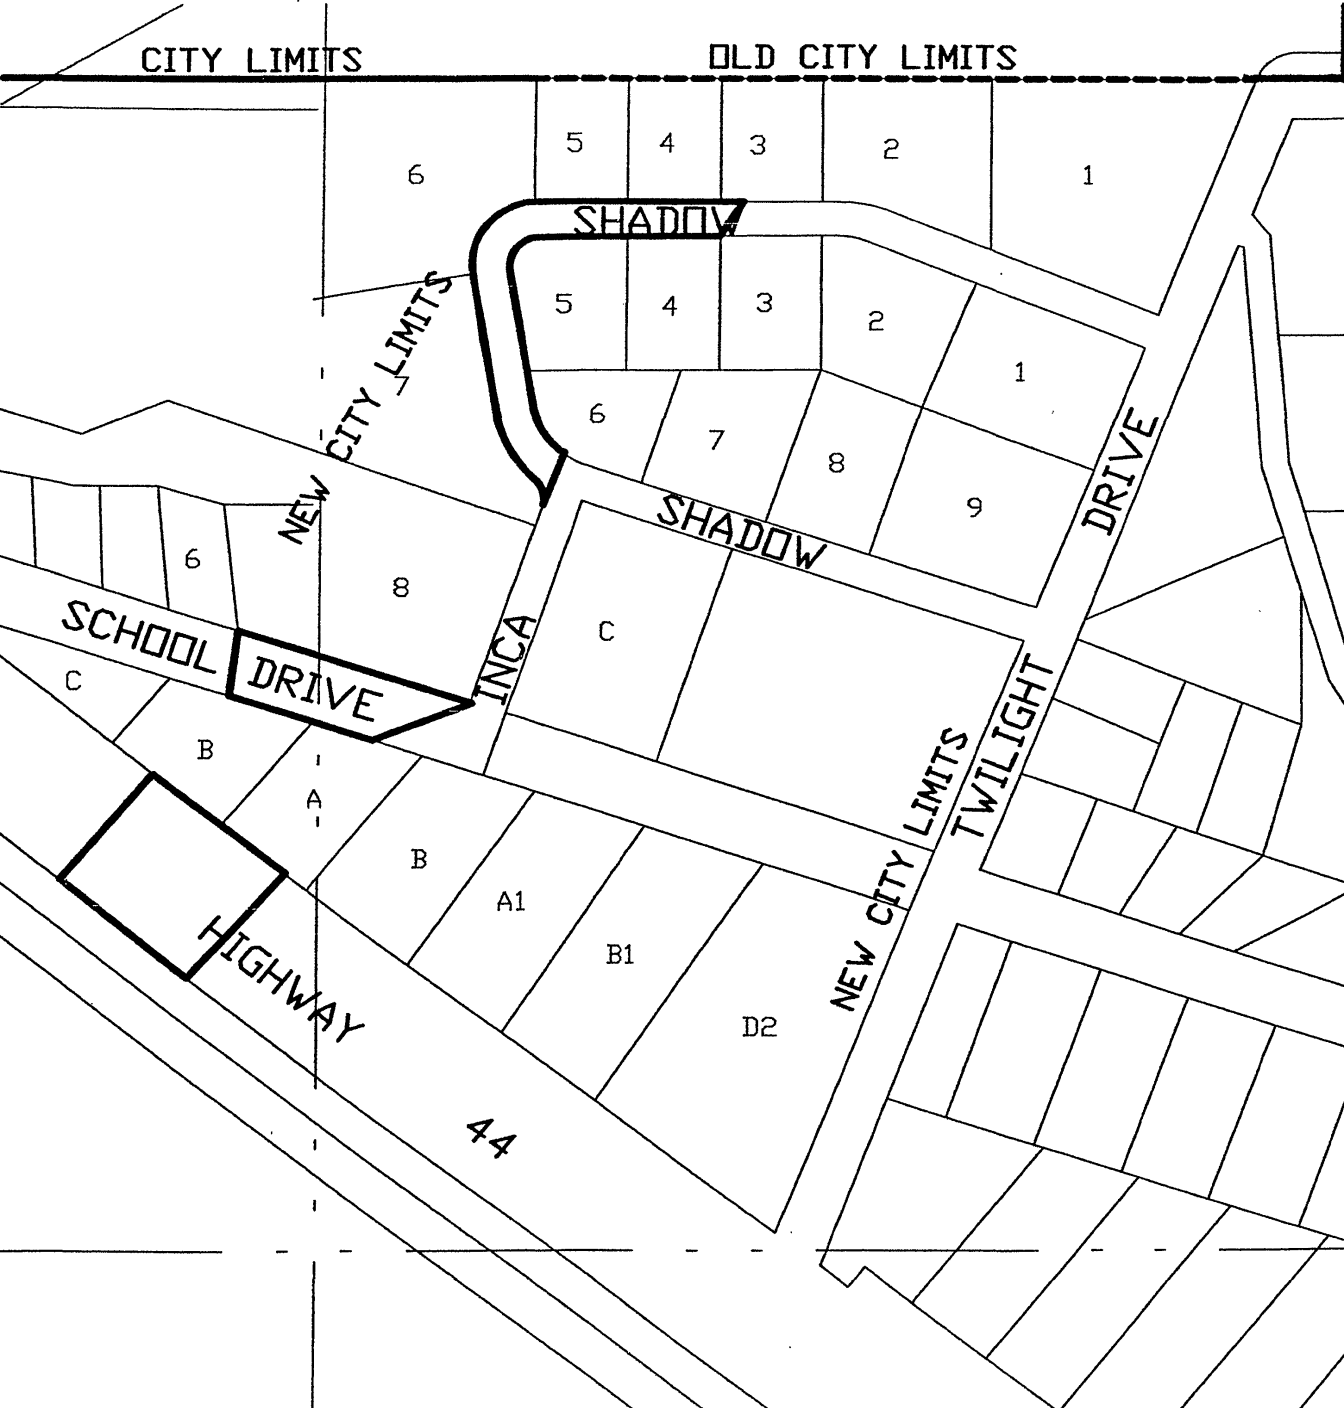 CITY LIMITS
OLD CITY LIMITS
5
4
3
2
1
6
SHADOW
NEW CITY LIMITS
5
4
3
2
1
7
6
7
8
9
DRIVE
SHADOW
6
8
C
SCHOOL DRIVE
INCA
C
B
A
B
A1
B1
D2
TWILIGHT
NEW CITY LIMITS
HIGHWAY
44